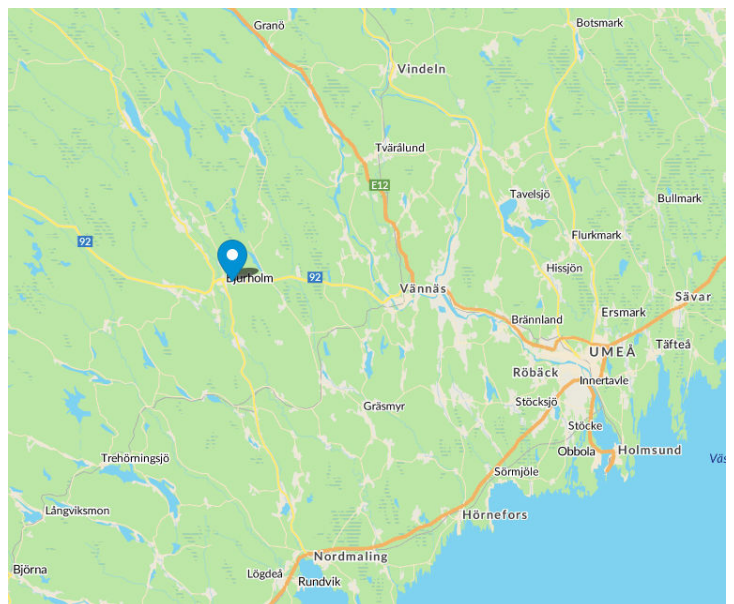 Granö
Botsmark
Vindeln
Tvärålund
E12
Tavelsjö
Bullmark
92
Flurkmark
Hissjön
Bjurholm
92
Vännäs
Sävar
Ersmark
Brännland
Täfteå
UMEÅ
Röbäck
Innertavle
Stöcksjö
Gräsmyr
Stöcke
Obbola
Holmsund
Trehörningsjö
Väs
Sörmjöle
Långviksmon
Hörnefors
Nordmaling
Björna
Lögdeå
Rundvik